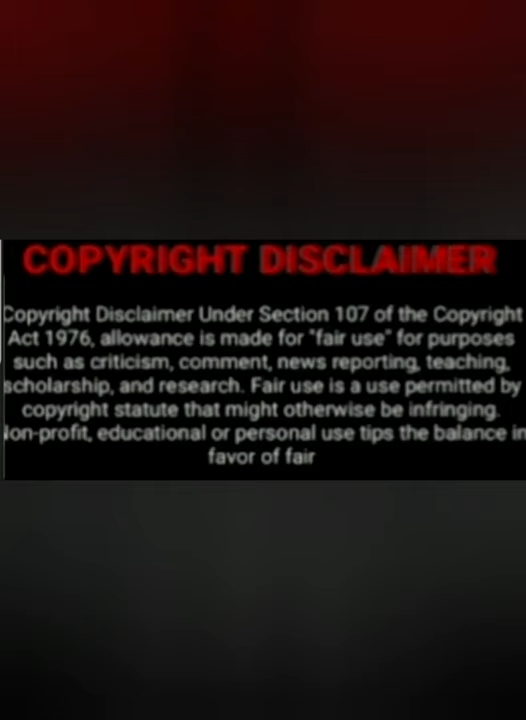 COPYRIGHT DISCLAIMER
Copyright Disclaimer Under Section 107 of the Copyright
Act 1976, allowance is made for "fair use" for purposes
such as criticism, comment, news reporting, teaching,
scholarship, and research. Fair use is a use permitted by
copyright statute that might otherwise be infringing.
Non-profit, educational or personal use tips the balance in
favor of fair